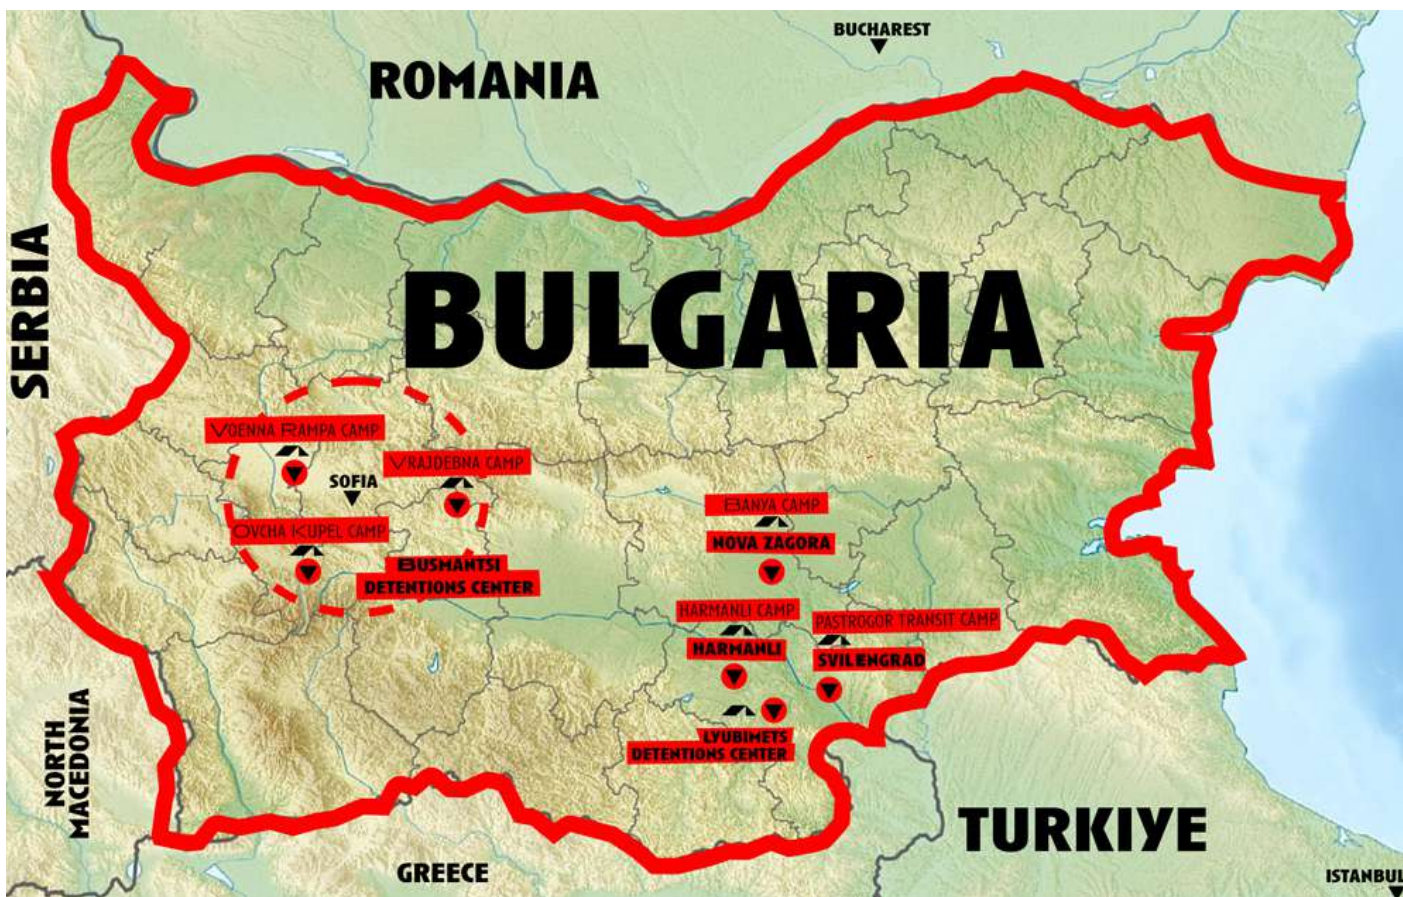 BUCHAREST
ROMANIA
SERBIA
BULGARIA
VOENNA RAMPA CAMP
VRAJDEBNA CAMP
SOFIA
OVCHA KUPEL CAMP
BUSMANTSI
DETENTIONS CENTER
BANYA CAMP
NOVA ZAGORA
HARMANLI CAMP
HARMANLI
PASTROGOR TRANSIT CAMP
SVILENGRAD
LYUBIMETS
DETENTIONS CENTER
NORTH
MACEDONIA
GREECE
TURKIYE
ISTANBUL